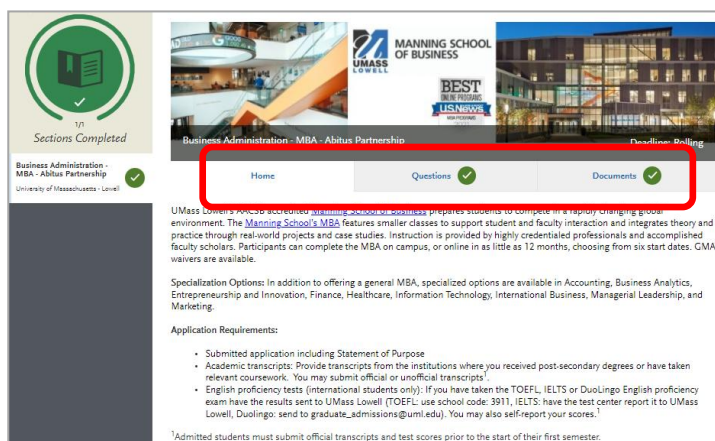 1/1
Sections Completed
Business Administration -
MBA - Abitus Partnership
University of Massachusetts - Lowell
UMASS
LOWELL
MANNING SCHOOL
OF BUSINESS
BEST
ONLINE PROGRAMS
U.S.News
MBA PROGRAMS
Business Administration - MBA - Abitus Partnership
Deadline: Rolling
Home
Questions
Documents
UMass Lowell's AACSB accredited Manning School of Business prepares students to compete in a rapidly changing global
environment. The Manning School's MBA features smaller classes to support student and faculty interaction and integrates theory and
practice through real-world projects and case studies. Instruction is provided by highly credentialed professionals and accomplished
faculty scholars. Participants can complete the MBA on campus, or online in as little as 12 months, choosing from six start dates. GMA
waivers are available.
Specialization Options: In addition to offering a general MBA, specialized options are available in Accounting, Business Analytics,
Entrepreneurship and Innovation, Finance, Healthcare, Information Technology, International Business, Managerial Leadership, and
Marketing.
Application Requirements:
• Submitted application including Statement of Purpose
• Academic transcripts: Provide transcripts from the institutions where you received post-secondary degrees or have taken
relevant coursework. You may submit official or unofficial transcripts¹.
• English proficiency tests (international students only): If you have taken the TOEFL, IELTS or DuoLingo English proficiency
exam have the results sent to UMass Lowell (TOEFL: use school code: 3911, IELTS: have the test center report it to UMass
Lowell, Duolingo: send to graduate_admissions@uml.edu). You may also self-report your scores.¹
¹Admitted students must submit official transcripts and test scores prior to the start of their first semester.